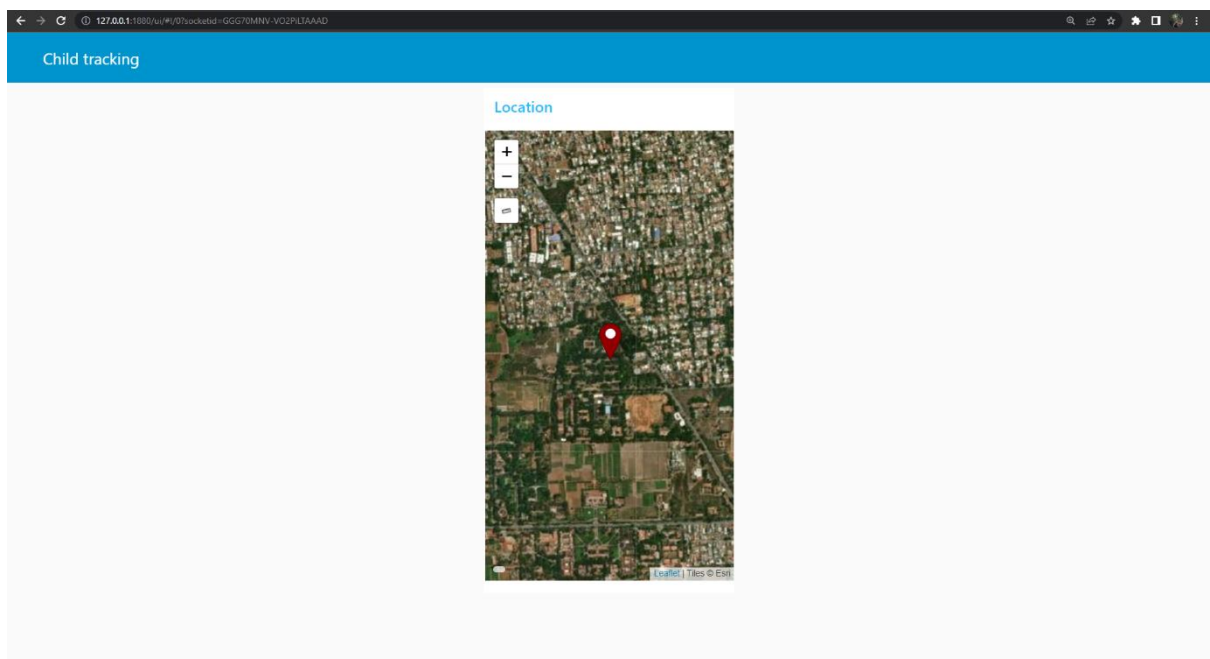 127.0.0.1:1880/ui/#!/0?socketid=GGG70MNV-VO2PiLTAAAD
Child tracking
Location
+
−
Leaflet | Tiles © Esri